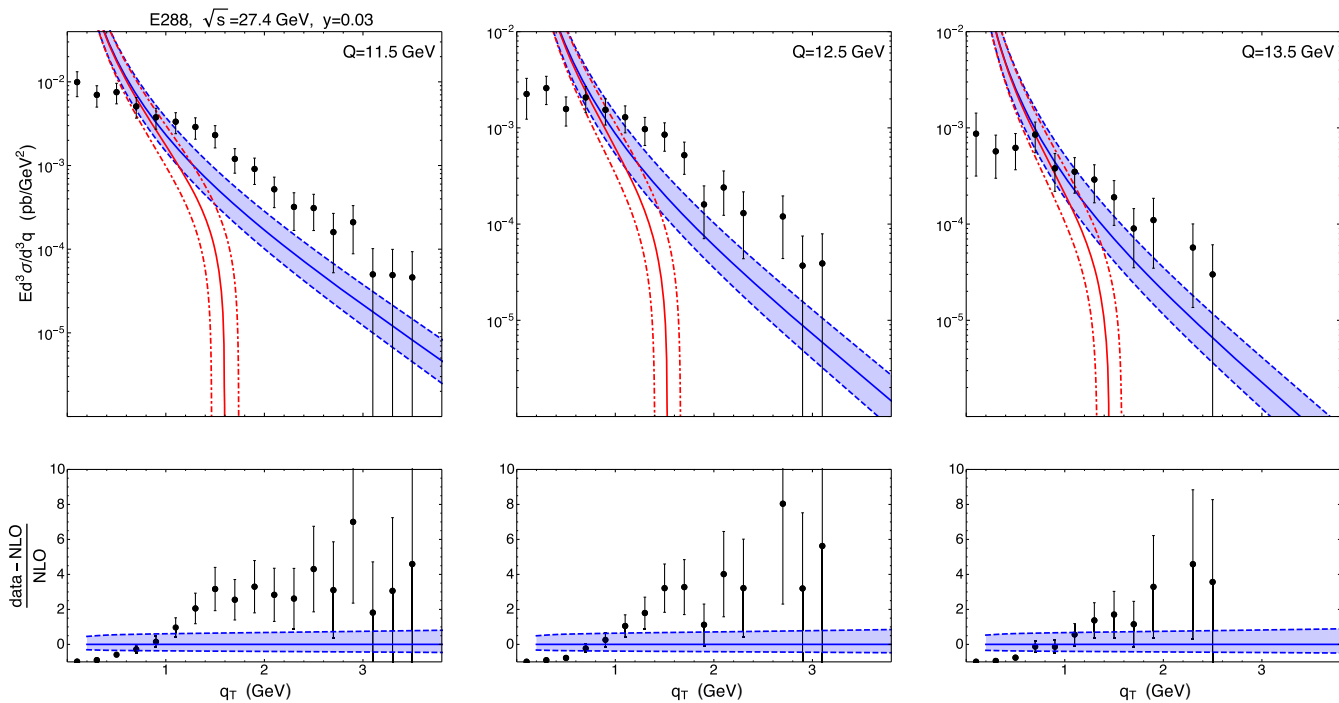 E288, √s =27.4 GeV, y=0.03
Q=11.5 GeV
Q=12.5 GeV
Q=13.5 GeV
Ed³σ/d³q (pb/GeV²)
10⁻²
10⁻³
10⁻⁴
10⁻⁵
10⁻²
10⁻³
10⁻⁴
10⁻⁵
10⁻²
10⁻³
10⁻⁴
10⁻⁵
data−NLO
NLO
10
8
6
4
2
0
10
8
6
4
2
0
10
8
6
4
2
0
1 2 3
1 2 3
1 2 3
q_T (GeV)
q_T (GeV)
q_T (GeV)